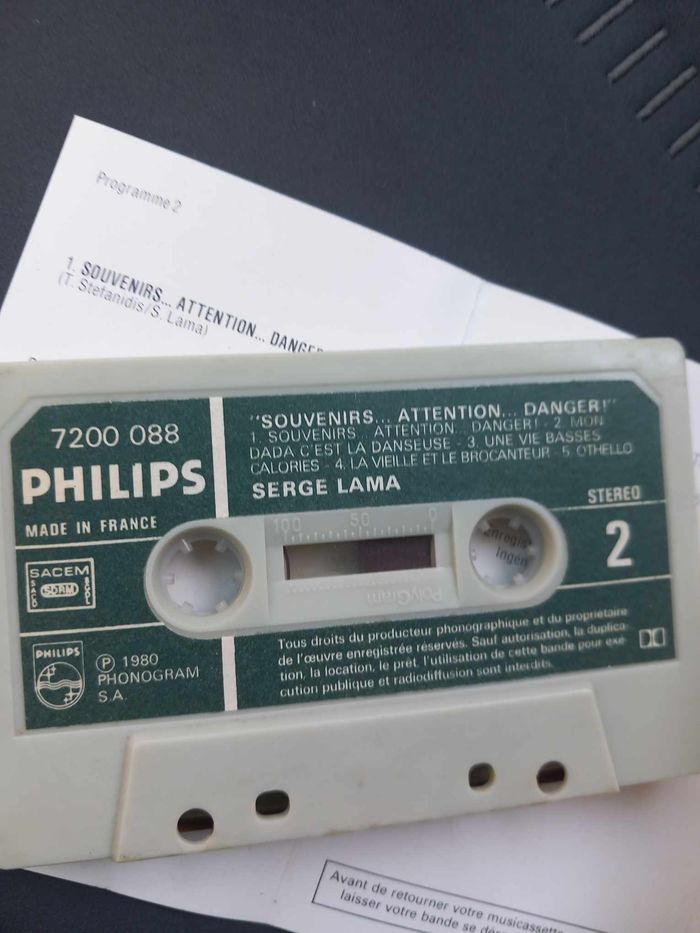 Programme 2
1. SOUVENIRS... ATTENTION... DANGER
(T. Stefanidis/S. Lama)
7200 088
PHILIPS
MADE IN FRANCE
SACEM
SACD
SDRM
SGDL
PHILIPS
Ⓟ 1980
PHONOGRAM
S.A.
"SOUVENIRS... ATTENTION... DANGER!"
1. SOUVENIRS... ATTENTION... DANGER! - 2. MON
DADA C'EST LA DANSEUSE - 3. UNE VIE BASSES
CALORIES - 4. LA VIEILLE ET LE BROCANTEUR - 5. OTHELLO
SERGE LAMA
STEREO
2
100 50 0
PolyGram
enregis
lingen
Tous droits du producteur phonographique et du propriétaire
de l'œuvre enregistrée réservés. Sauf autorisation, la duplica-
tion, la location, le prêt, l'utilisation de cette bande pour exé-
cution publique et radiodiffusion sont interdits.
Avant de retourner votre musicassette
laisser votre bande se